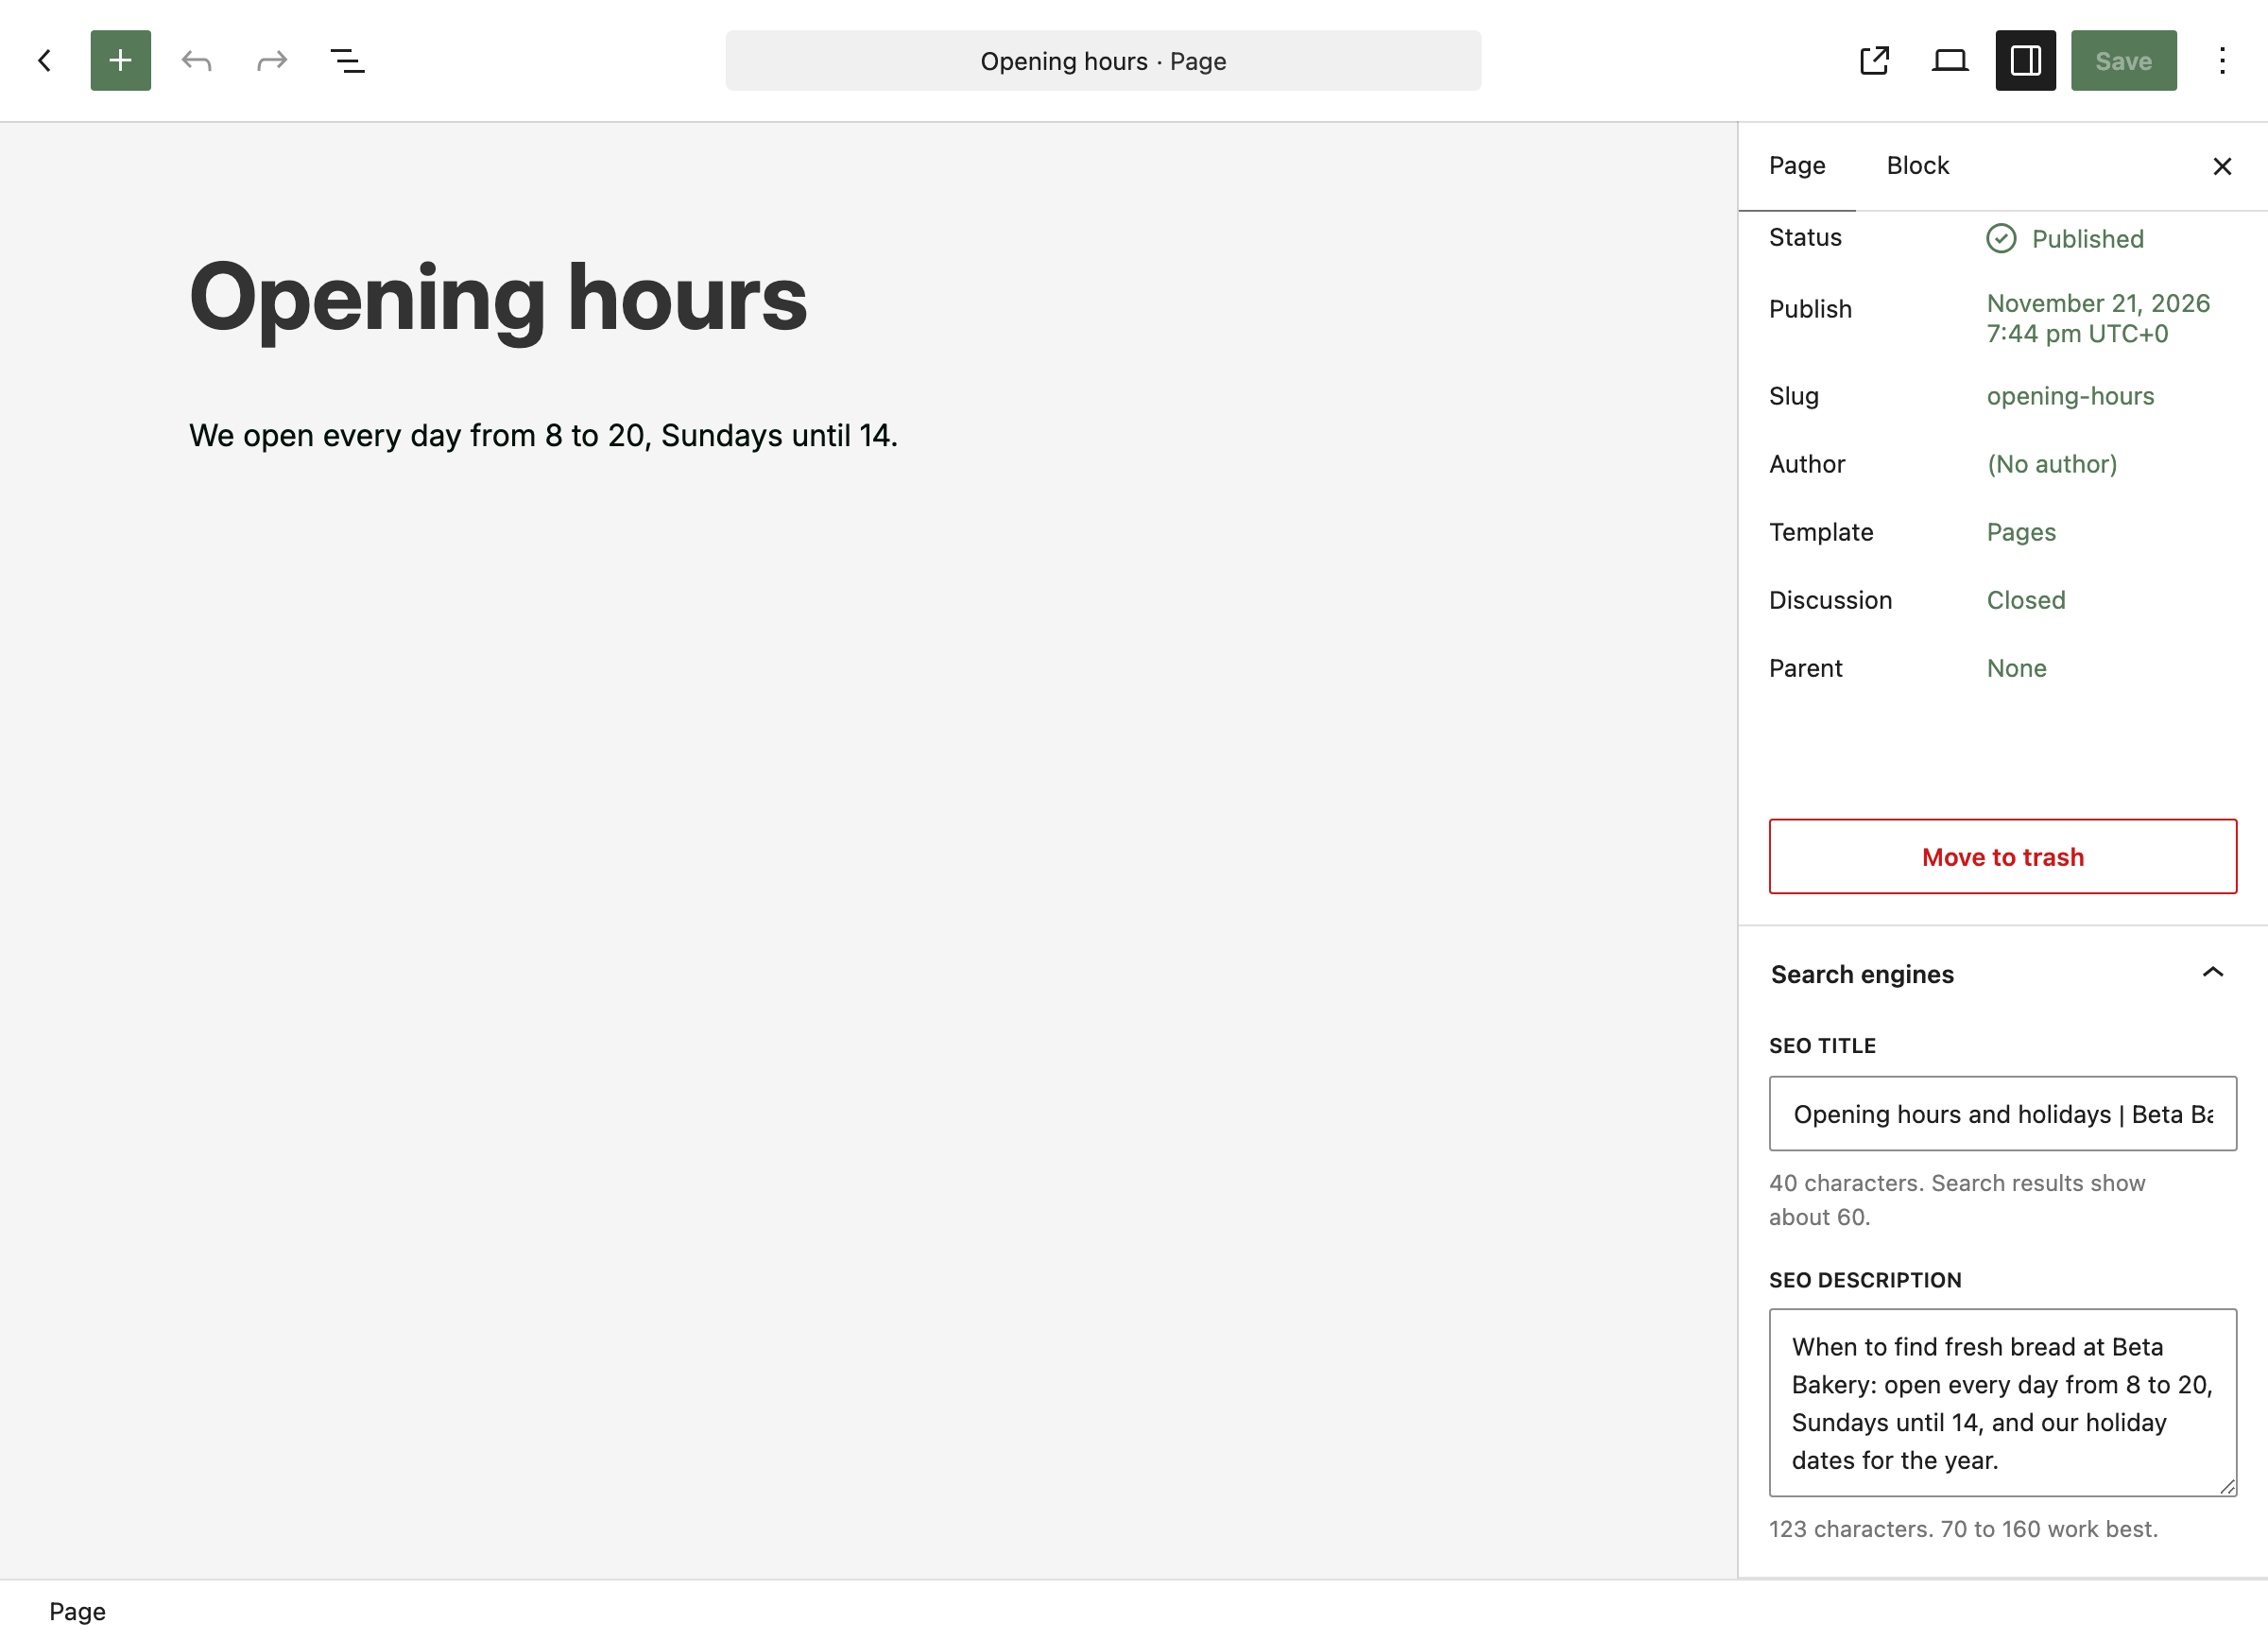 Opening hours · Page
Save
Page
Block
Status
Published
Publish
November 21, 2026
7:44 pm UTC+0
Slug
opening-hours
Author
(No author)
Template
Pages
Discussion
Closed
Parent
None
Move to trash
Search engines
SEO TITLE
Opening hours and holidays | Beta Ba
40 characters. Search results show
about 60.
SEO DESCRIPTION
When to find fresh bread at Beta
Bakery: open every day from 8 to 20,
Sundays until 14, and our holiday
dates for the year.
123 characters. 70 to 160 work best.
Opening hours
We open every day from 8 to 20, Sundays until 14.
Page